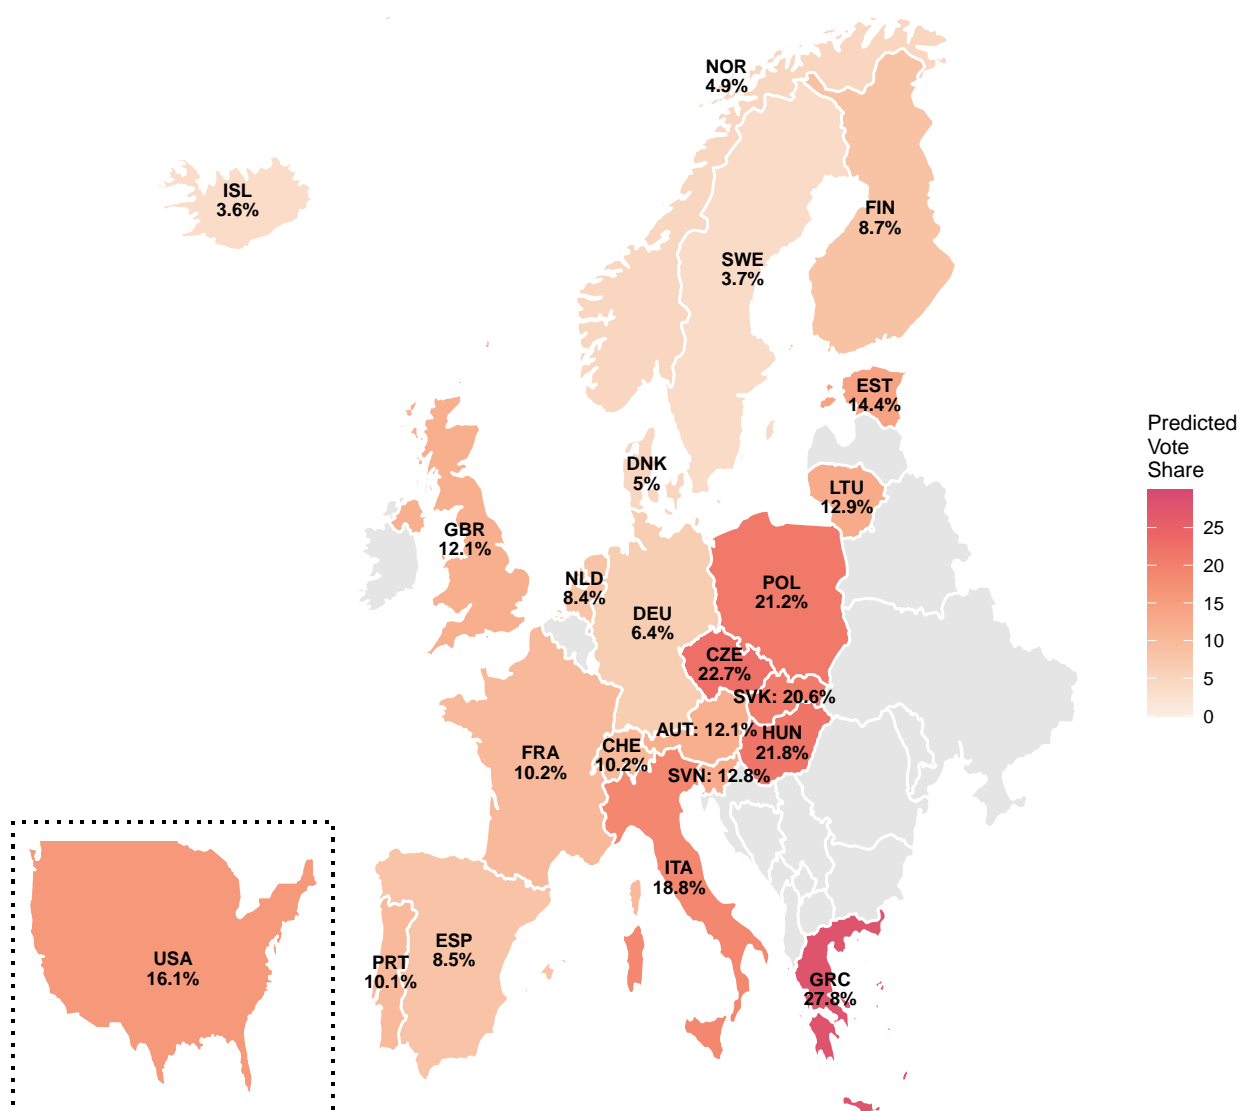 NOR
4.9%
ISL
3.6%
FIN
8.7%
SWE
3.7%
EST
14.4%
DNK
5%
LTU
12.9%
GBR
12.1%
NLD
8.4%
DEU
6.4%
POL
21.2%
CZE
22.7%
SVK: 20.6%
AUT: 12.1%
HUN
21.8%
FRA
10.2%
CHE
10.2%
SVN: 12.8%
ITA
18.8%
ESP
8.5%
PRT
10.1%
GRC
27.8%
USA
16.1%
Predicted
Vote
Share
25
20
15
10
5
0